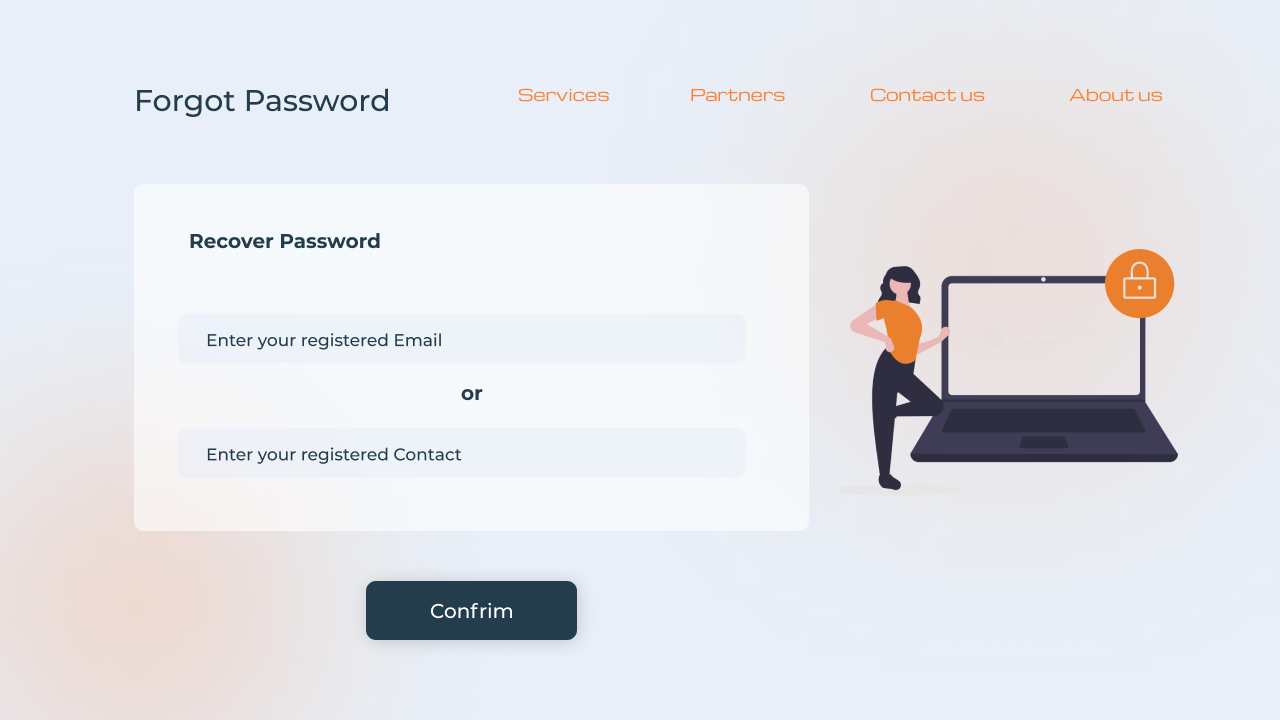 Forgot Password
Services
Partners
Contact us
About us
Recover Password
Enter your registered Email
or
Enter your registered Contact
Confrim